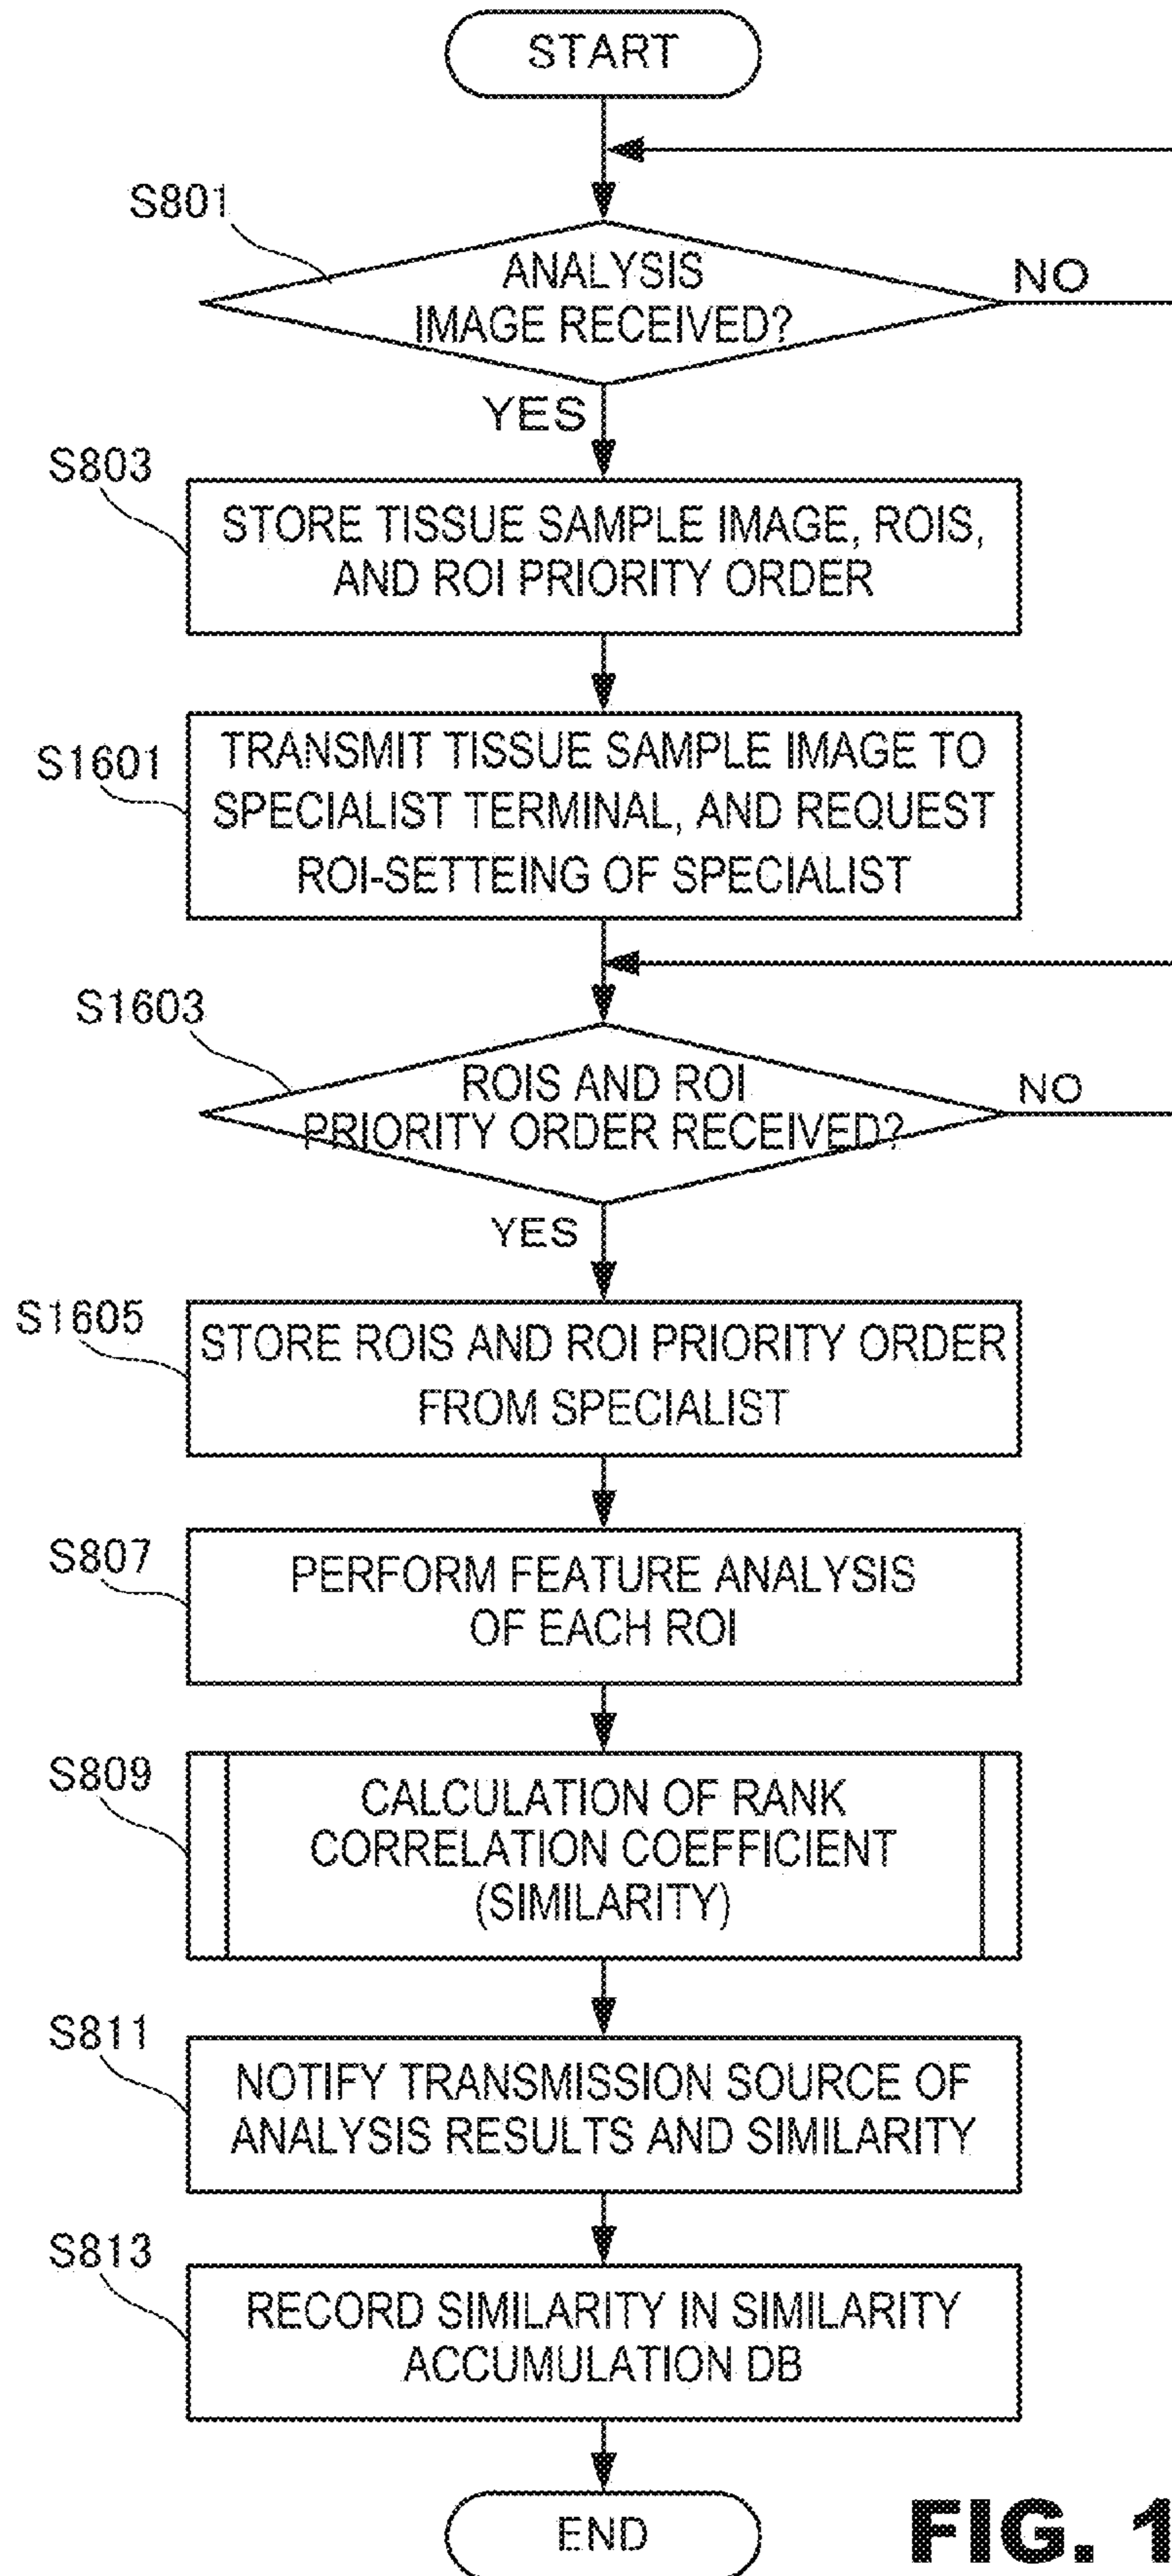 START
S801
ANALYSIS
IMAGE RECEIVED?
NO
YES
S803
STORE TISSUE SAMPLE IMAGE, ROIS,
AND ROI PRIORITY ORDER
S1601
TRANSMIT TISSUE SAMPLE IMAGE TO
SPECIALIST TERMINAL, AND REQUEST
ROI-SETTEING OF SPECIALIST
S1603
ROIS AND ROI
PRIORITY ORDER RECEIVED?
NO
YES
S1605
STORE ROIS AND ROI PRIORITY ORDER
FROM SPECIALIST
S807
PERFORM FEATURE ANALYSIS
OF EACH ROI
S809
CALCULATION OF RANK
CORRELATION COEFFICIENT
(SIMILARITY)
S811
NOTIFY TRANSMISSION SOURCE OF
ANALYSIS RESULTS AND SIMILARITY
S813
RECORD SIMILARITY IN SIMILARITY
ACCUMULATION DB
END
FIG. 1